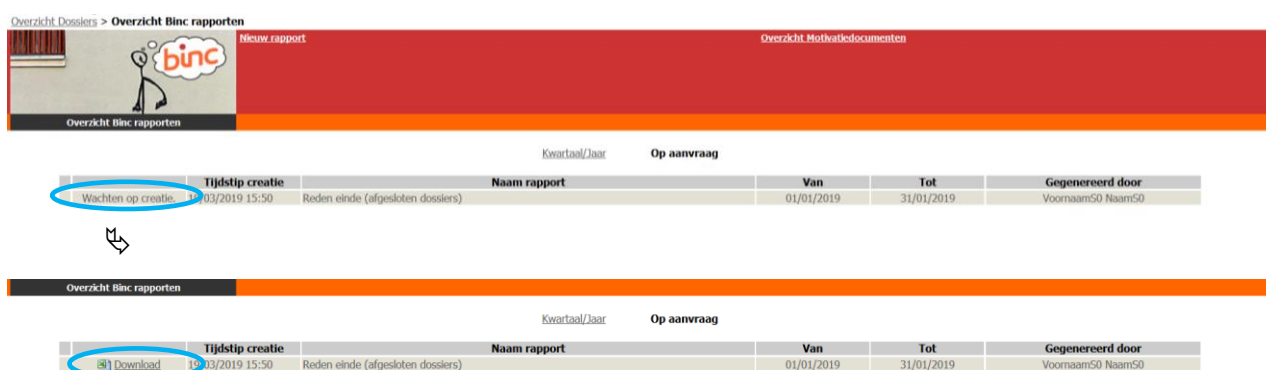 Overzicht Dossiers > Overzicht Binc rapporten
binc
Nieuw rapport Overzicht Motivatiedocumenten
Overzicht Binc rapporten
Kwartaal/Jaar Op aanvraag
Tijdstip creatie Naam rapport Van Tot Gegenereerd door
Wachten op creatie. 19/03/2019 15:50 Reden einde (afgesloten dossiers) 01/01/2019 31/01/2019 VoornaamS0 NaamS0
Overzicht Binc rapporten
Kwartaal/Jaar Op aanvraag
Tijdstip creatie Naam rapport Van Tot Gegenereerd door
Download 19/03/2019 15:50 Reden einde (afgesloten dossiers) 01/01/2019 31/01/2019 VoornaamS0 NaamS0